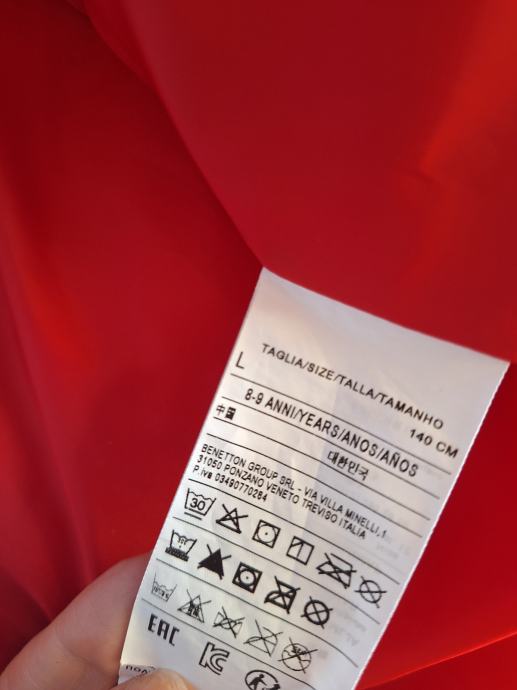 TAGLIA/SIZE/TALLA/TAMANHO
L
140 CM
8-9 ANNI/YEARS/ANOS/AÑOS
中国
대한민국
BENETTON GROUP SRL - VIA VILLA MINELLI,1
31050 PONZANO VENETO TREVISO ITALIA
P.iva 03490770264
30
EAC